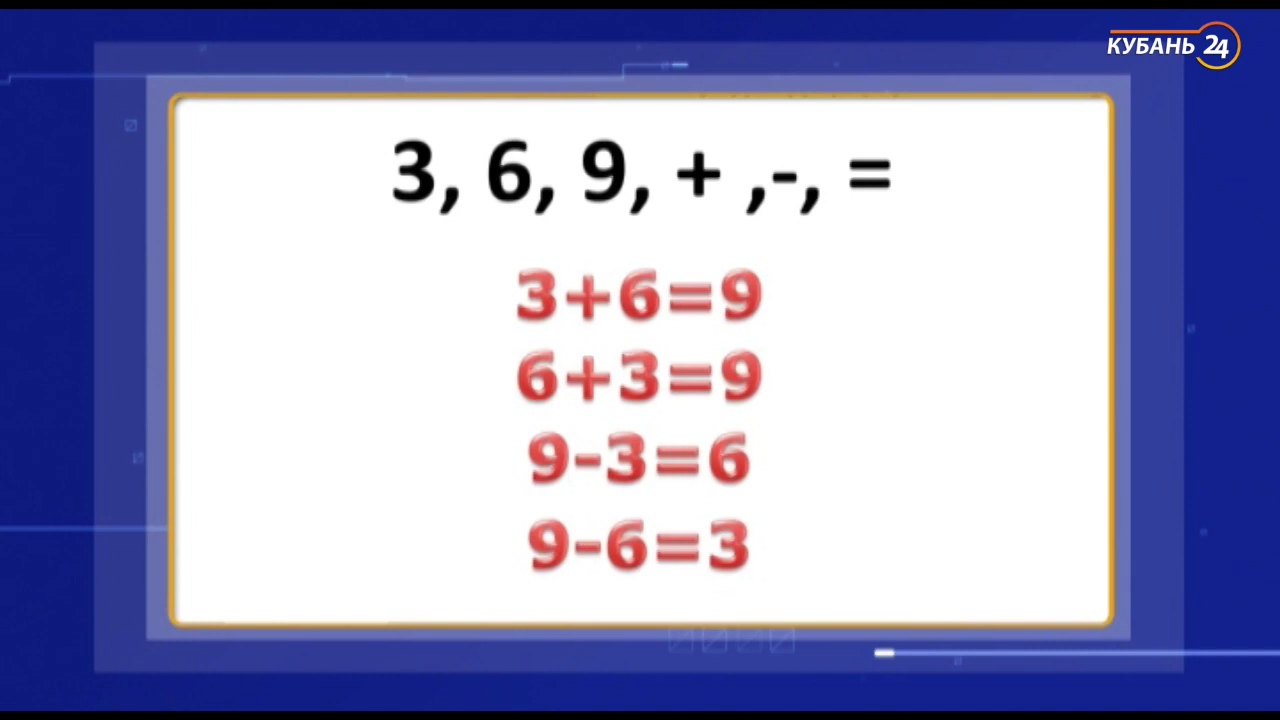 КУБАНЬ 24
3, 6, 9, + ,-, =
3+6=9
6+3=9
9-3=6
9-6=3